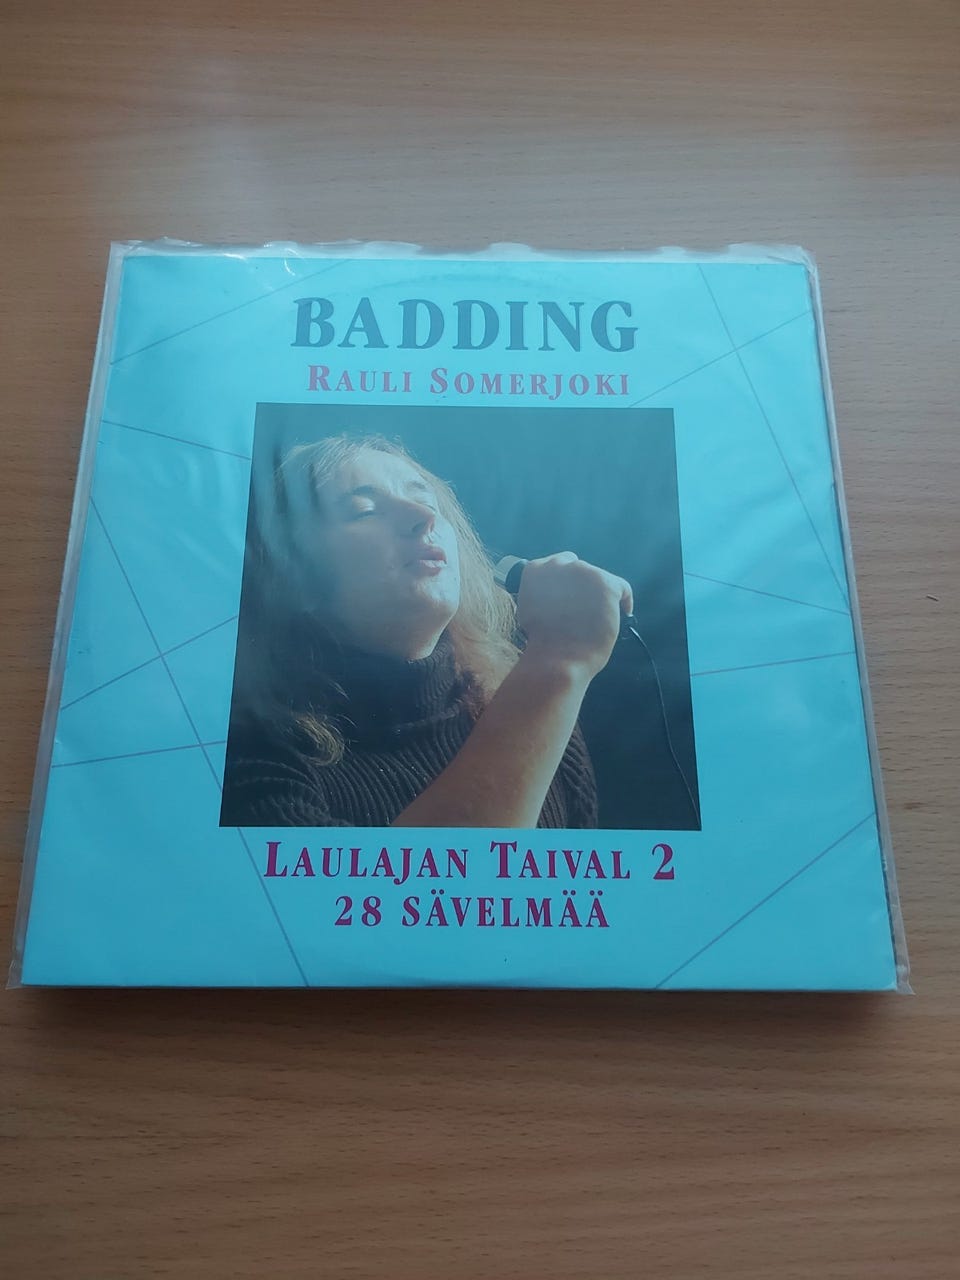 BADDING
RAULI SOMERJOKI
LAULAJAN TAIVAL 2
28 SÄVELMÄÄ